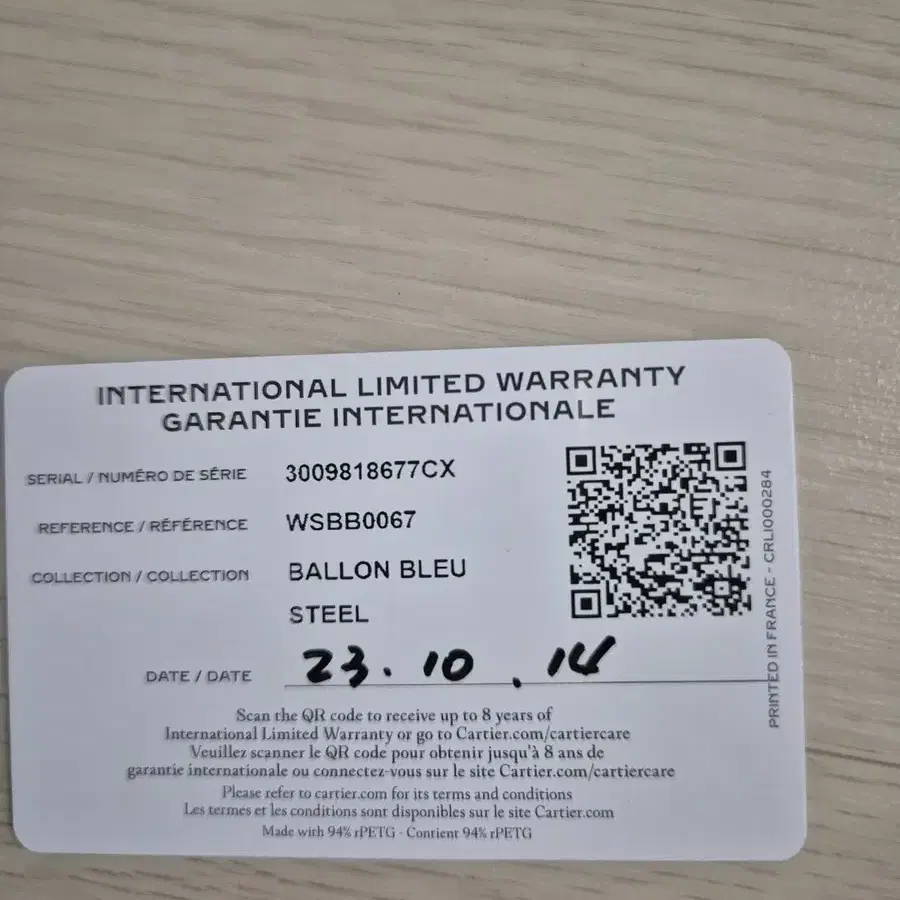 INTERNATIONAL LIMITED WARRANTY
GARANTIE INTERNATIONALE
SERIAL / NUMÉRO DE SÉRIE 3009818677CX
REFERENCE / RÉFÉRENCE WSBB0067
COLLECTION / COLLECTION BALLON BLEU
STEEL
DATE / DATE 23. 10 . 14
Scan the QR code to receive up to 8 years of
International Limited Warranty or go to Cartier.com/cartiercare
Veuillez scanner le QR code pour obtenir jusqu'à 8 ans de
garantie internationale ou connectez-vous sur le site Cartier.com/cartiercare
Please refer to cartier.com for its terms and conditions
Les termes et les conditions sont disponibles sur le site Cartier.com
Made with 94% rPETG - Contient 94% rPETG
PRINTED IN FRANCE - CRLI000284